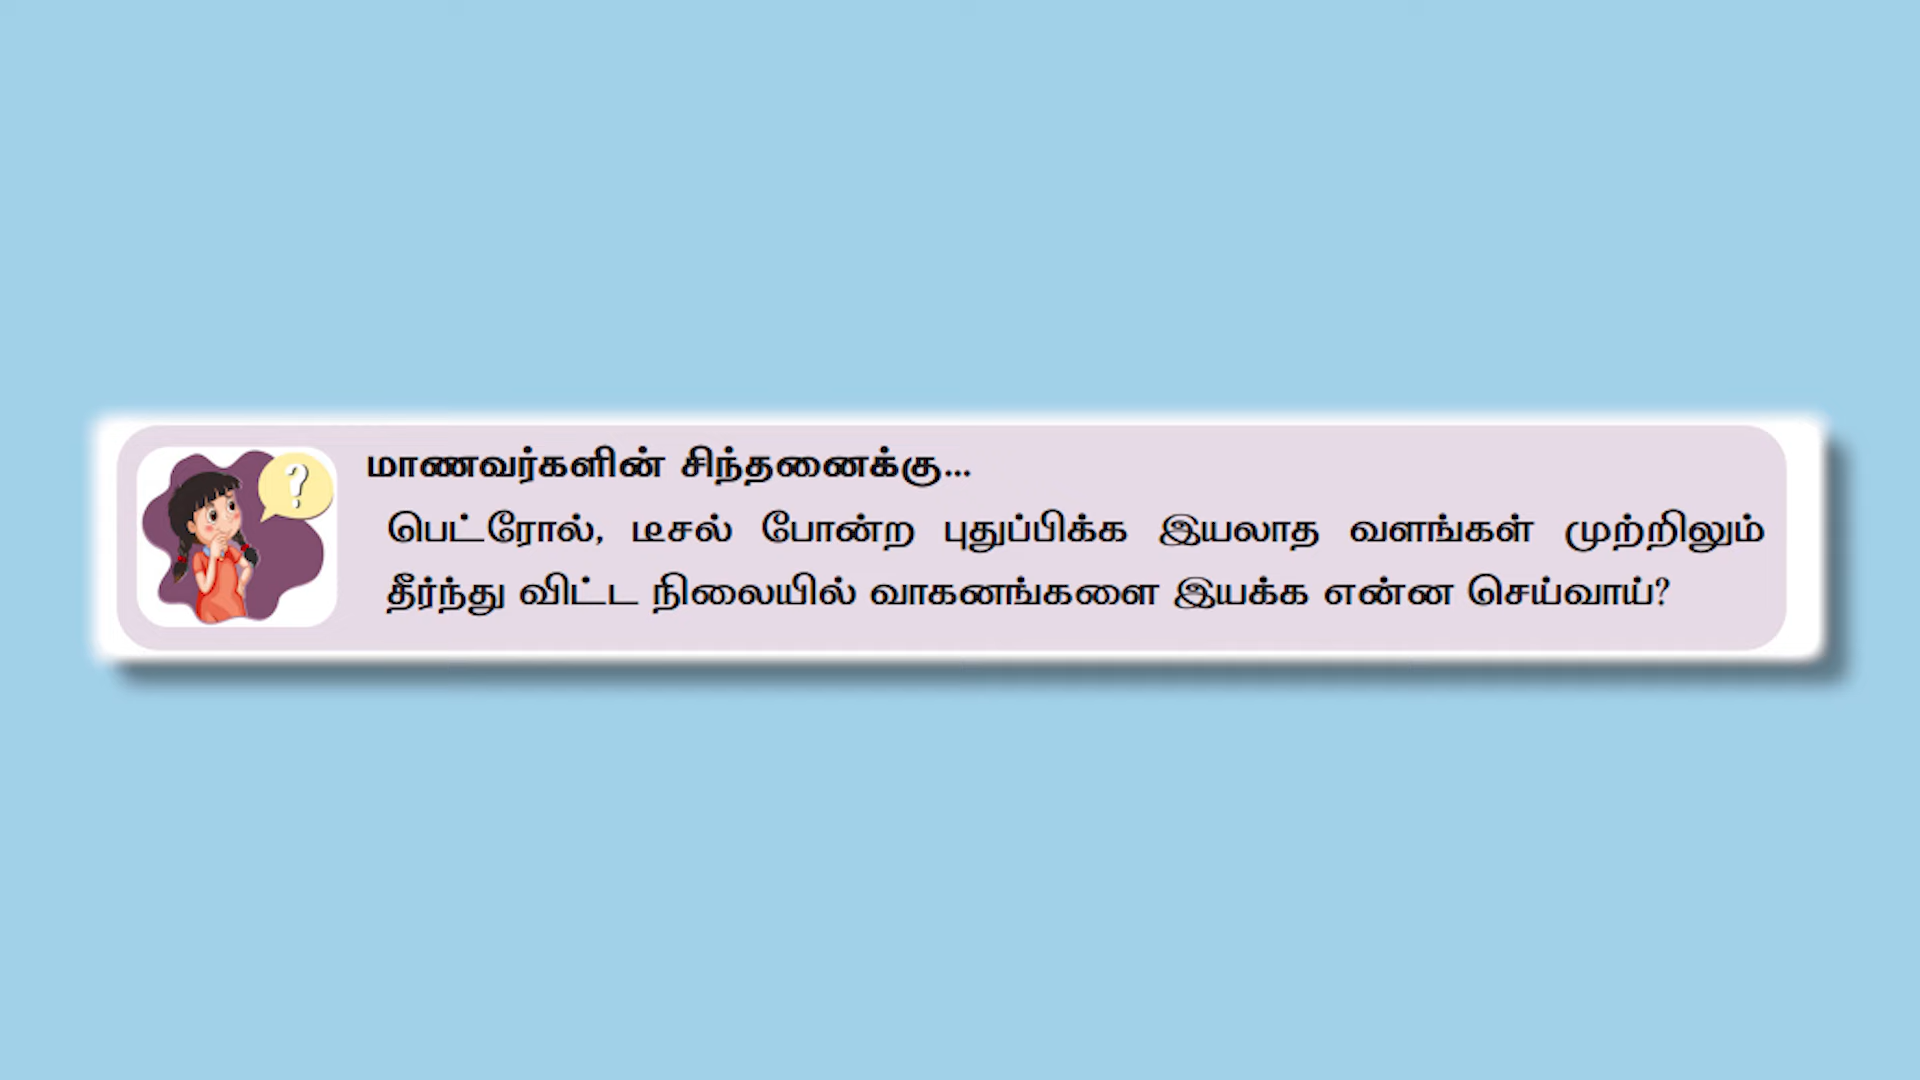 ?
மாணவர்களின் சிந்தனைக்கு...
பெட்ரோல், டீசல் போன்ற புதுப்பிக்க இயலாத வளங்கள் முற்றிலும்
தீர்ந்து விட்ட நிலையில் வாகனங்களை இயக்க என்ன செய்வாய்?